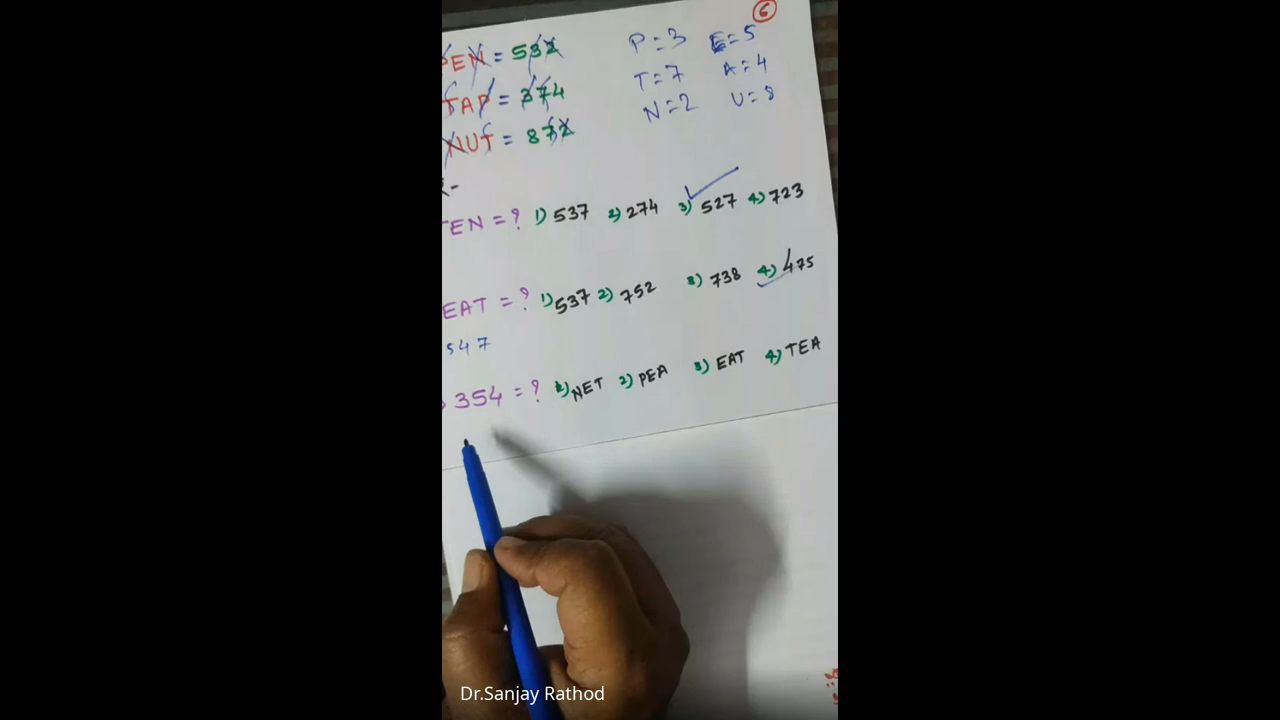 6
PEN = 532
P = 3 E = 5
TAP = 374
T = 7 A = 4
NUT = 872
N = 2 U = 8
TEN = ? 1) 537 2) 274 3) 527 4) 723
EAT = ? 1) 537 2) 752 3) 738 4) 475
547
354 = ? 1) NET 2) PEA 3) EAT 4) TEA
Dr.Sanjay Rathod